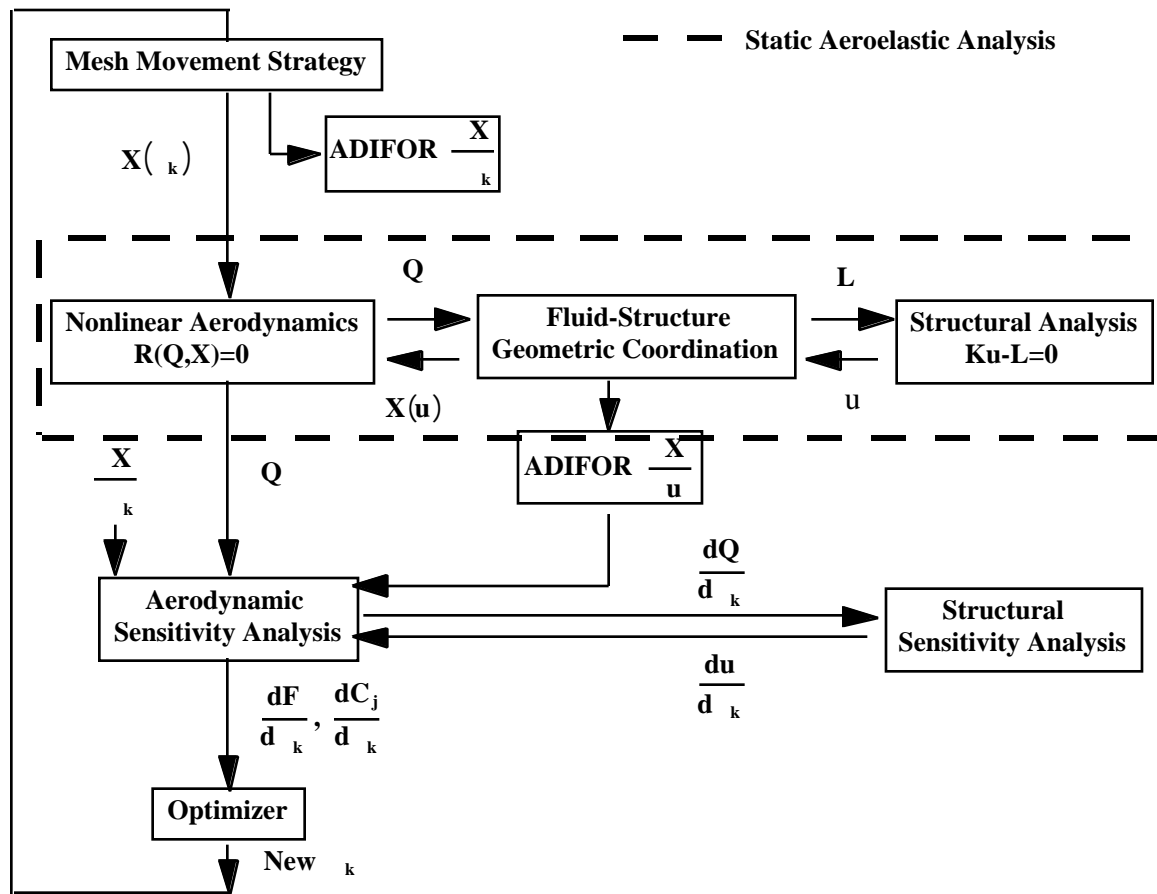 Static Aeroelastic Analysis
Mesh Movement Strategy
ADIFOR X
k
X( k)
Q
L
Nonlinear Aerodynamics
R(Q,X)=0
Fluid-Structure
Geometric Coordination
Structural Analysis
Ku-L=0
X(u)
u
X
k
Q
ADIFOR X
u
dQ
d k
Aerodynamic
Sensitivity Analysis
Structural
Sensitivity Analysis
du
d k
dF , dCj
d k d k
Optimizer
New k